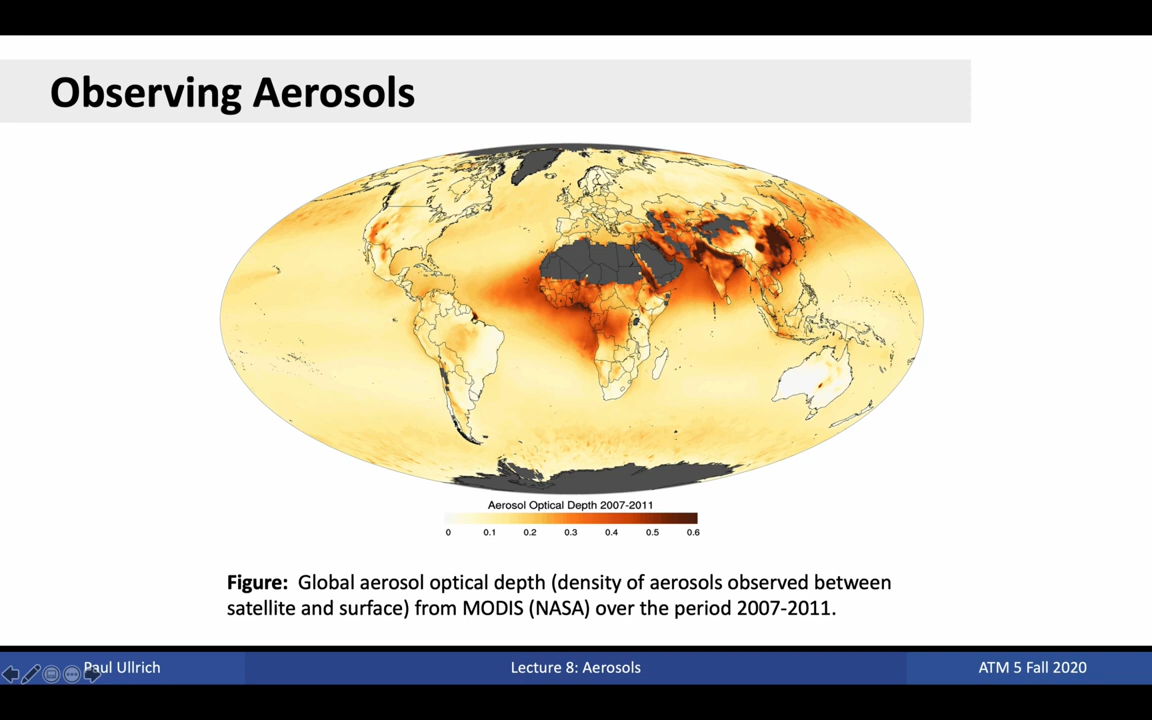 Observing Aerosols
Aerosol Optical Depth 2007-2011
0 0.1 0.2 0.3 0.4 0.5 0.6
Figure: Global aerosol optical depth (density of aerosols observed between
satellite and surface) from MODIS (NASA) over the period 2007-2011.
Paul Ullrich
Lecture 8: Aerosols
ATM 5 Fall 2020